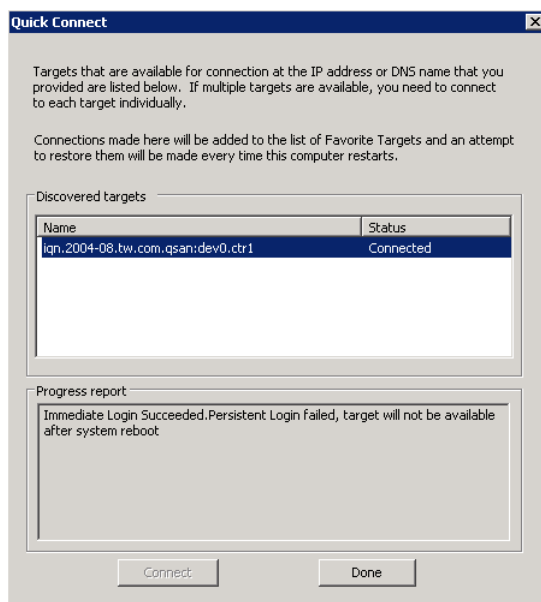 Quick Connect
Targets that are available for connection at the IP address or DNS name that you
provided are listed below.  If multiple targets are available, you need to connect
to each target individually.
Connections made here will be added to the list of Favorite Targets and an attempt
to restore them will be made every time this computer restarts.
Discovered targets
Name Status
iqn.2004-08.tw.com.qsan:dev0.ctr1 Connected
Progress report
Immediate Login Succeeded.Persistent Login failed, target will not be available
after system reboot
Connect Done